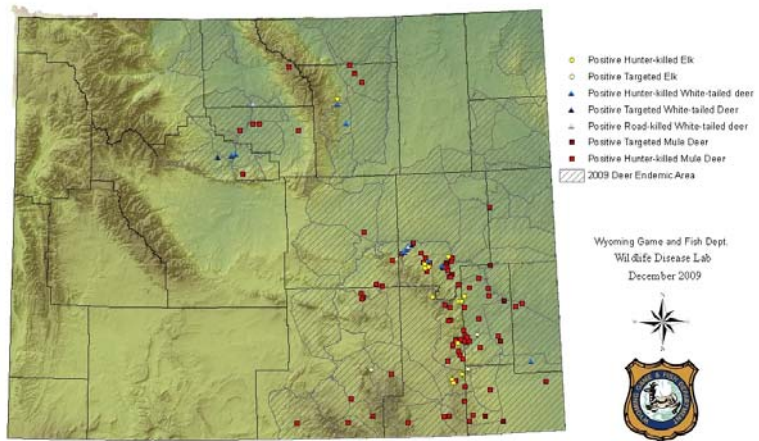 Positive Hunter-killed Elk
Positive Targeted Elk
Positive Hunter-killed White-tailed deer
Positive Targeted White-tailed Deer
Positive Road-killed White-tailed deer
Positive Targeted Mule Deer
Positive Hunter-killed Mule Deer
2009 Deer Endemic Area
Wyoming Game and Fish Dept.
Wildlife Disease Lab
December 2009